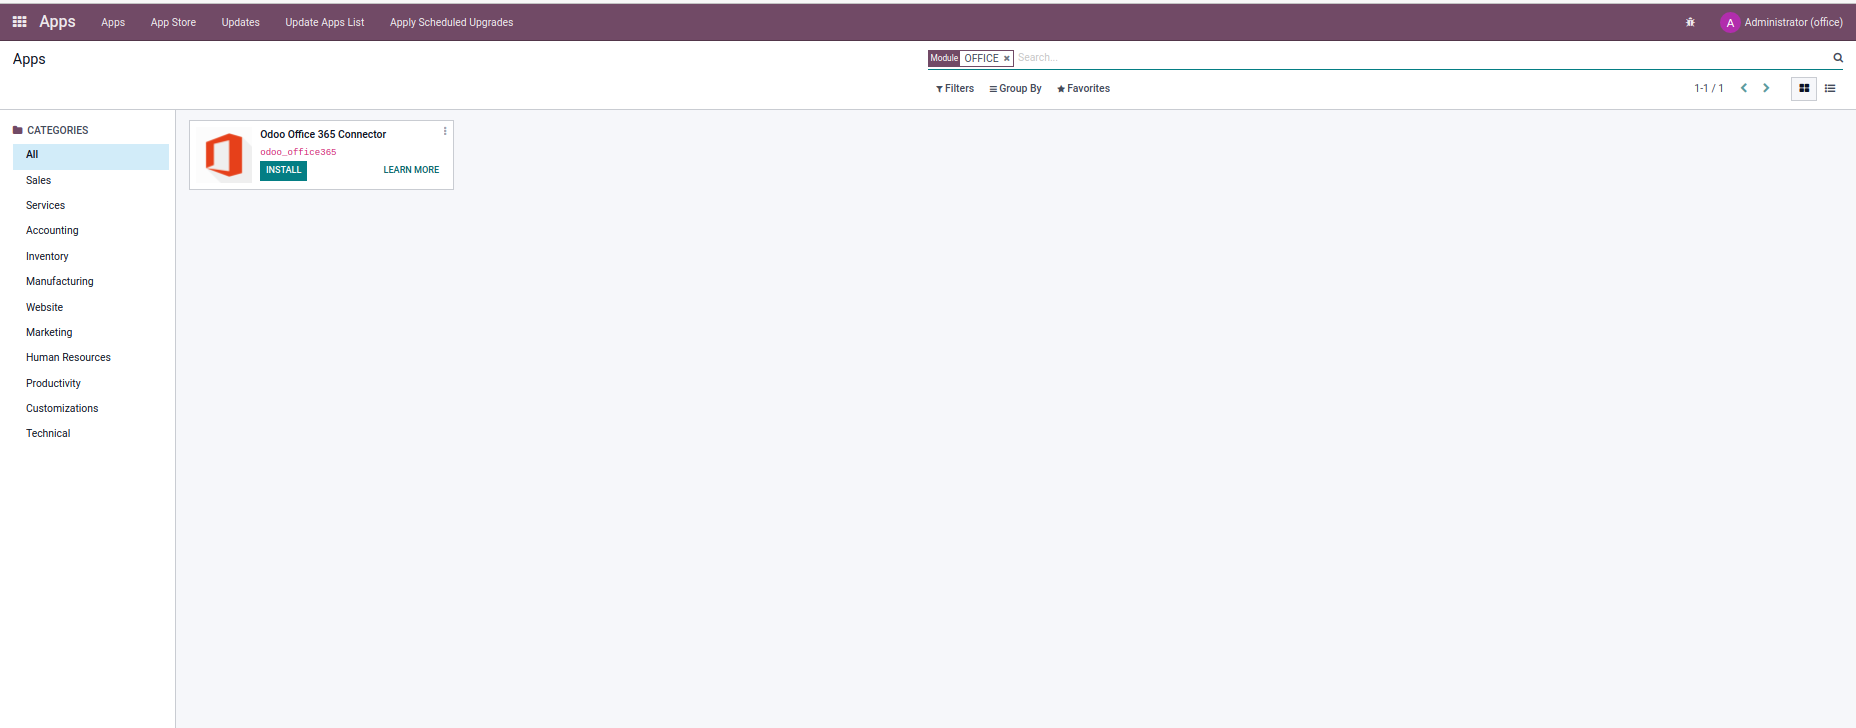 Apps Apps App Store Updates Update Apps List Apply Scheduled Upgrades A Administrator (office)
Apps
Module OFFICE Search...
Filters Group By Favorites 1-1 / 1
CATEGORIES
All
Sales
Services
Accounting
Inventory
Manufacturing
Website
Marketing
Human Resources
Productivity
Customizations
Technical
Odoo Office 365 Connector
odoo_office365
INSTALL LEARN MORE